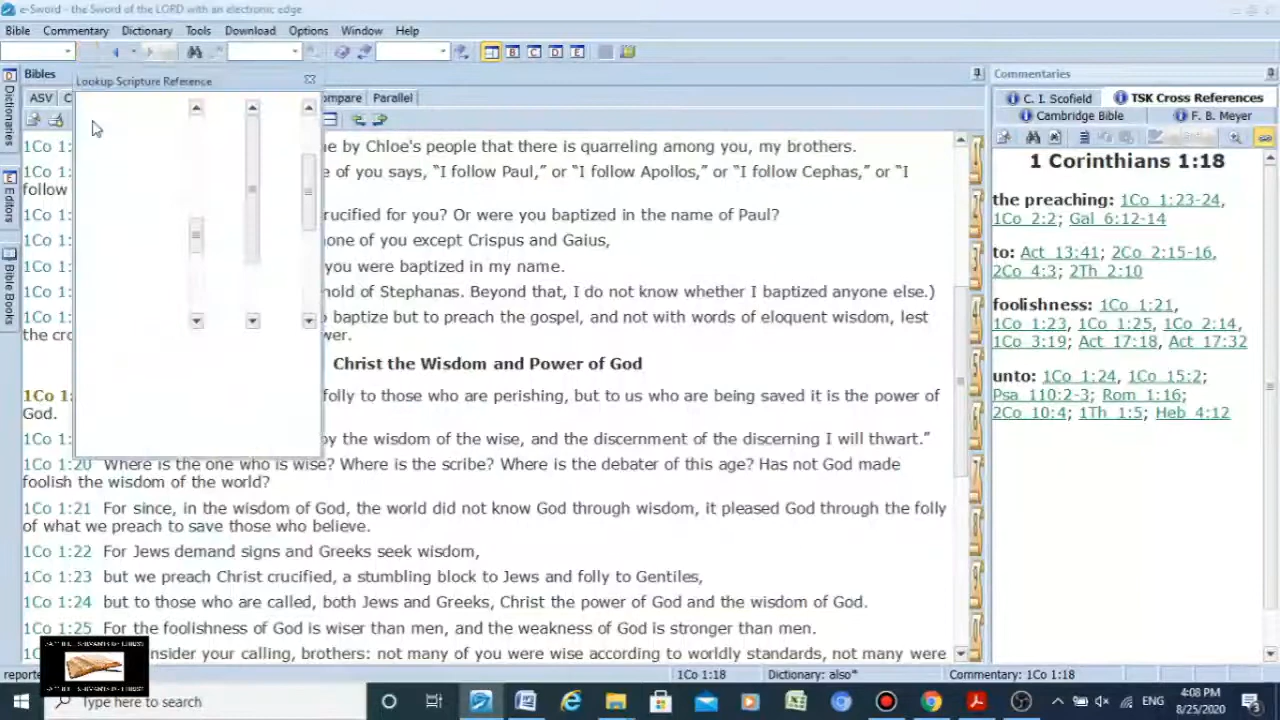 e-Sword - the Sword of the LORD with an electronic edge
Bible Commentary Dictionary Tools Download Options Window Help
B C D E
Bibles
Lookup Scripture Reference
ASV C
ompare Parallel
Dictionaries
Editors
Bible Books
1Co 1: e by Chloe's people that there is quarreling among you, my brothers.
1Co 1: e of you says, “I follow Paul,” or “I follow Apollos,” or “I follow Cephas,” or “I
follow
1Co 1: rucified for you? Or were you baptized in the name of Paul?
1Co 1: none of you except Crispus and Gaius,
1Co 1: you were baptized in my name.
1Co 1: hold of Stephanas. Beyond that, I do not know whether I baptized anyone else.)
1Co 1: baptize but to preach the gospel, and not with words of eloquent wisdom, lest
the cro wer.
Christ the Wisdom and Power of God
1Co 1: folly to those who are perishing, but to us who are being saved it is the power of
God.
1Co 1: y the wisdom of the wise, and the discernment of the discerning I will thwart.”
1Co 1:20 Where is the one who is wise? Where is the scribe? Where is the debater of this age? Has not God made
foolish the wisdom of the world?
1Co 1:21 For since, in the wisdom of God, the world did not know God through wisdom, it pleased God through the folly
of what we preach to save those who believe.
1Co 1:22 For Jews demand signs and Greeks seek wisdom,
1Co 1:23 but we preach Christ crucified, a stumbling block to Jews and folly to Gentiles,
1Co 1:24 but to those who are called, both Jews and Greeks, Christ the power of God and the wisdom of God.
1Co 1:25 For the foolishness of God is wiser than men, and the weakness of God is stronger than men.
nsider your calling, brothers: not many of you were wise according to worldly standards, not many were
Commentaries
C. I. Scofield TSK Cross References
Cambridge Bible F. B. Meyer
1 Corinthians 1:18
the preaching: 1Co 1:23-24,
1Co 2:2; Gal 6:12-14
to: Act 13:41; 2Co 2:15-16,
2Co 4:3; 2Th 2:10
foolishness: 1Co 1:21,
1Co 1:23, 1Co 1:25, 1Co 2:14,
1Co 3:19; Act 17:18, Act 17:32
unto: 1Co 1:24, 1Co 15:2;
Psa 110:2-3; Rom 1:16;
2Co 10:4; 1Th 1:5; Heb 4:12
1
2
3
4
5
6
7
8
9
reporte 1Co 1:18 Dictionary: also* Commentary: 1Co 1:18
Type here to search
ENG
4:08 PM
8/25/2020
3